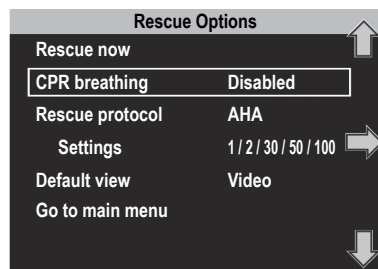 Rescue Options
Rescue now
CPR breathing Disabled
Rescue protocol AHA
Settings 1 / 2 / 30 / 50 / 100
Default view Video
Go to main menu